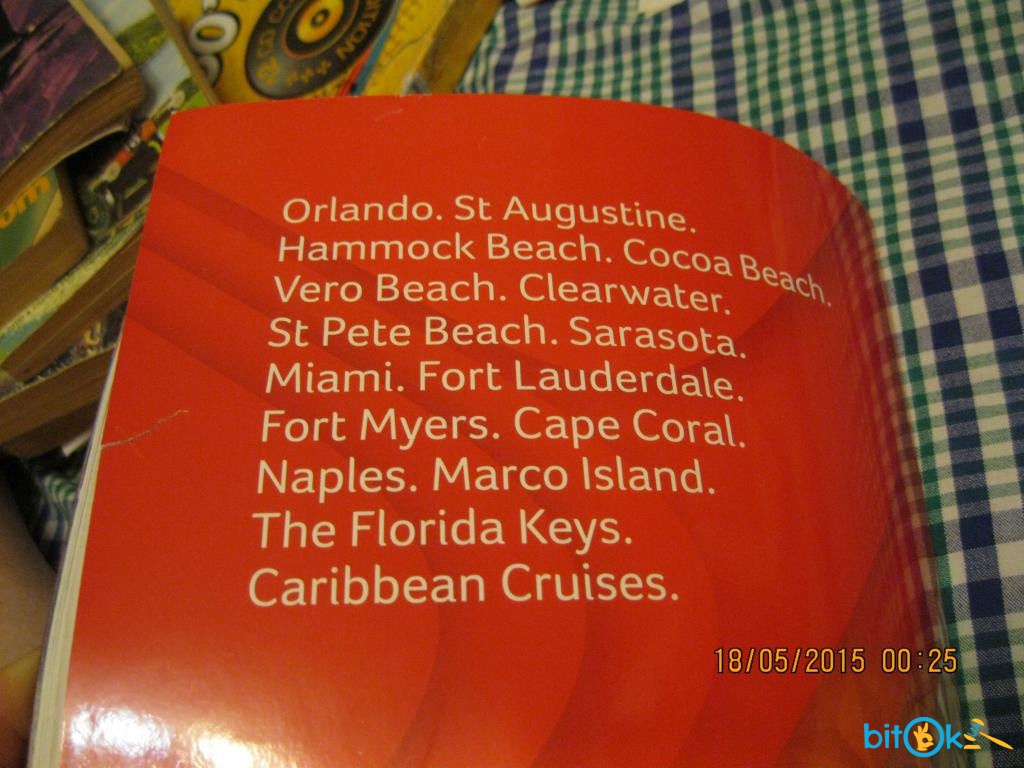 Orlando. St Augustine.
Hammock Beach. Cocoa Beach.
Vero Beach. Clearwater.
St Pete Beach. Sarasota.
Miami. Fort Lauderdale.
Fort Myers. Cape Coral.
Naples. Marco Island.
The Florida Keys.
Caribbean Cruises.
18/05/2015 00:25
bitOk